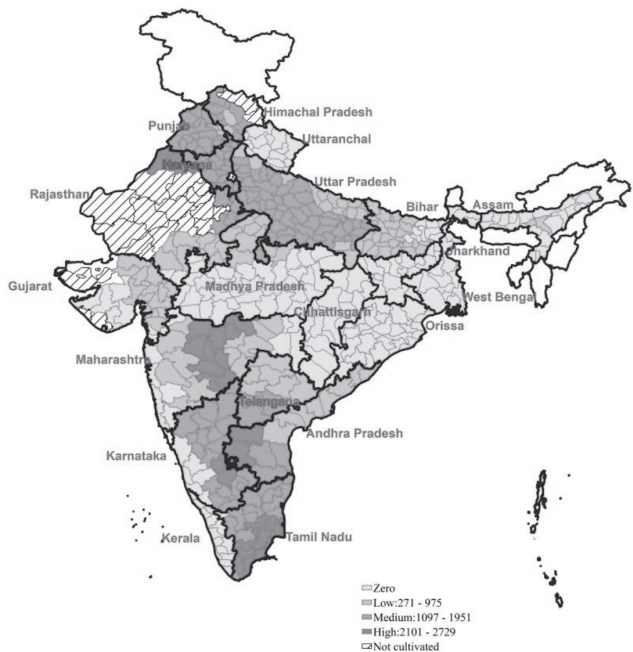 Himachal Pradesh
Punjab
Uttaranchal
Haryana
Uttar Pradesh
Rajasthan
Bihar
Assam
Jharkhand
Gujarat
Madhya Pradesh
West Bengal
Chhattisgarh
Orissa
Maharashtra
Telangana
Andhra Pradesh
Karnataka
Kerala
Tamil Nadu
Zero
Low:271 - 975
Medium:1097 - 1951
High:2101 - 2729
Not cultivated